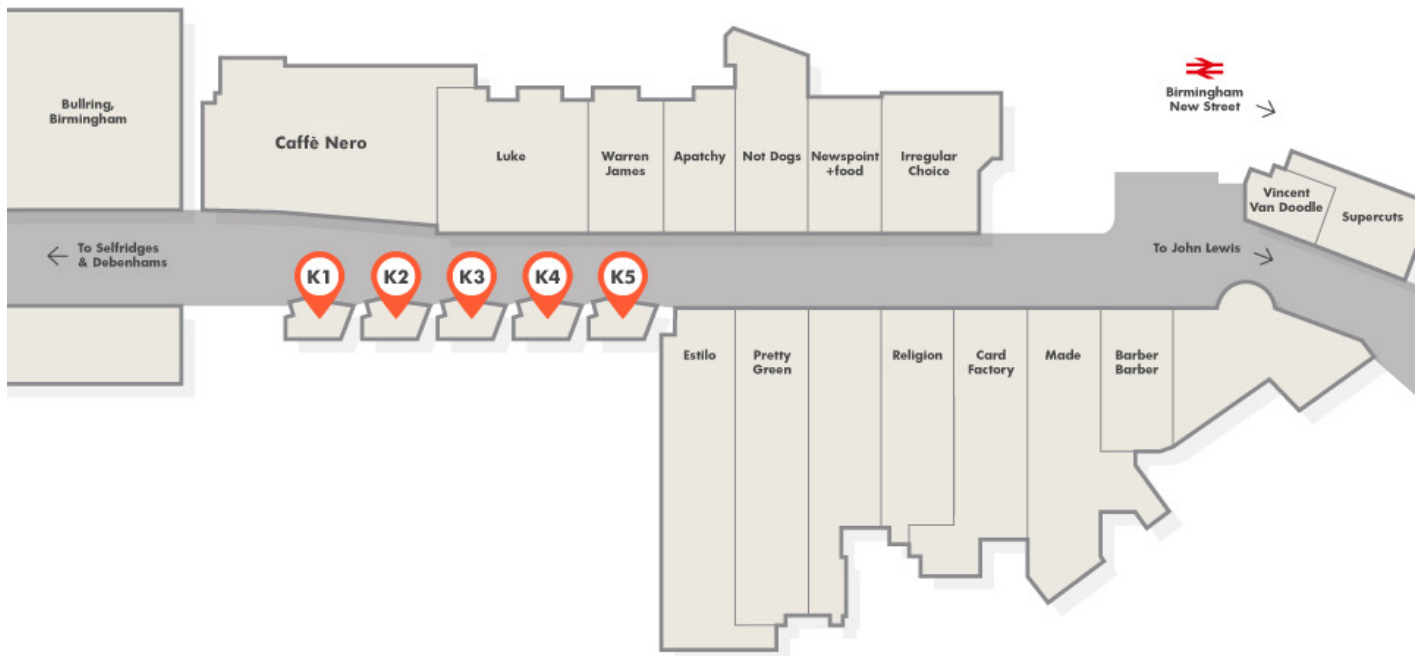 Bullring,
Birmingham
Caffè Nero
Luke
Warren
James
Apatchy
Not Dogs
Newspoint
+food
Irregular
Choice
Birmingham
New Street
Vincent
Van Doodle
Supercuts
To Selfridges
& Debenhams
To John Lewis
K1
K2
K3
K4
K5
Estilo
Pretty
Green
Religion
Card
Factory
Made
Barber
Barber